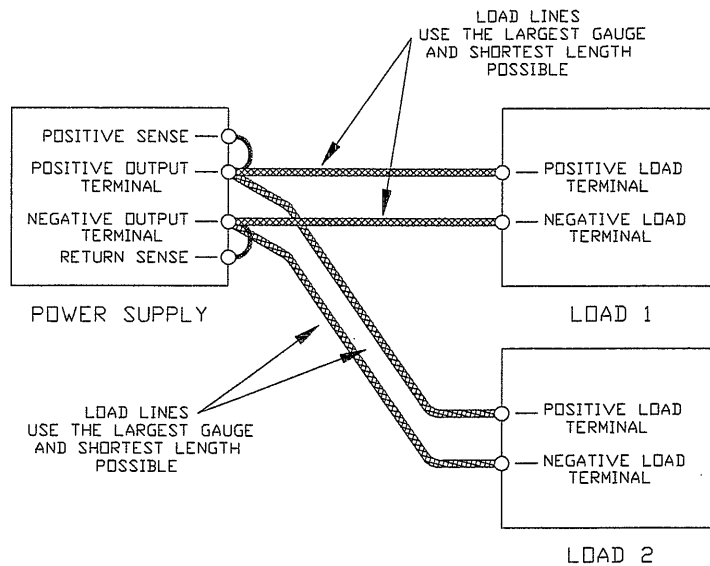 LOAD LINES
USE THE LARGEST GAUGE
AND SHORTEST LENGTH
POSSIBLE
POSITIVE SENSE
POSITIVE OUTPUT
TERMINAL
NEGATIVE OUTPUT
TERMINAL
RETURN SENSE
POWER SUPPLY
POSITIVE LOAD
TERMINAL
NEGATIVE LOAD
TERMINAL
LOAD 1
LOAD LINES
USE THE LARGEST GAUGE
AND SHORTEST LENGTH
POSSIBLE
POSITIVE LOAD
TERMINAL
NEGATIVE LOAD
TERMINAL
LOAD 2